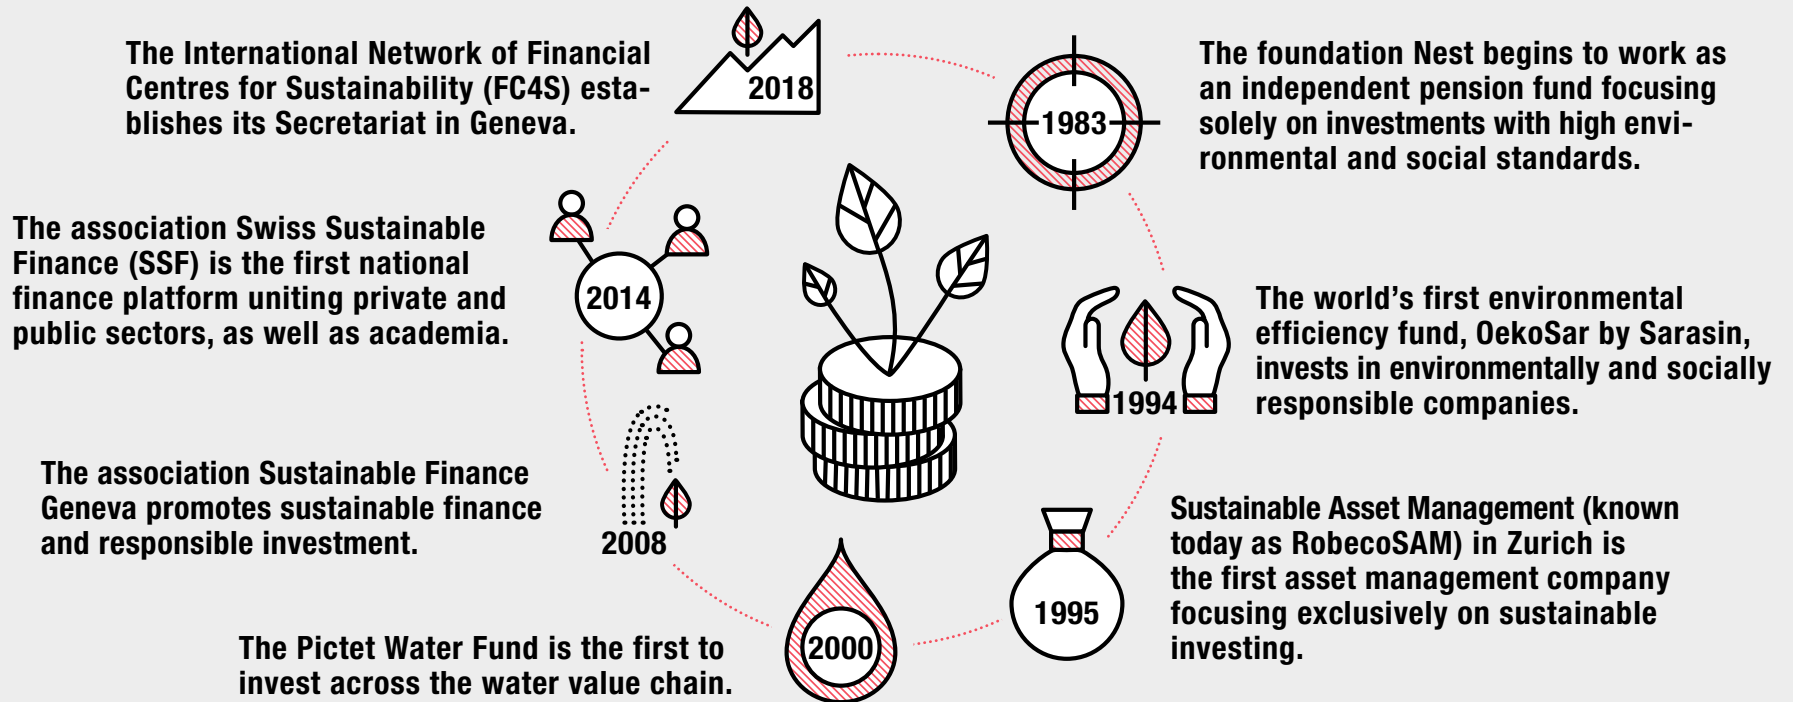 1983
The foundation Nest begins to work as
an independent pension fund focusing
solely on investments with high envi-
ronmental and social standards.
1994
The world's first environmental
efficiency fund, OekoSar by Sarasin,
invests in environmentally and socially
responsible companies.
1995
Sustainable Asset Management (known
today as RobecoSAM) in Zurich is
the first asset management company
focusing exclusively on sustainable
investing.
2000
The Pictet Water Fund is the first to
invest across the water value chain.
2008
The association Sustainable Finance
Geneva promotes sustainable finance
and responsible investment.
2014
The association Swiss Sustainable
Finance (SSF) is the first national
finance platform uniting private and
public sectors, as well as academia.
2018
The International Network of Financial
Centres for Sustainability (FC4S) esta-
blishes its Secretariat in Geneva.